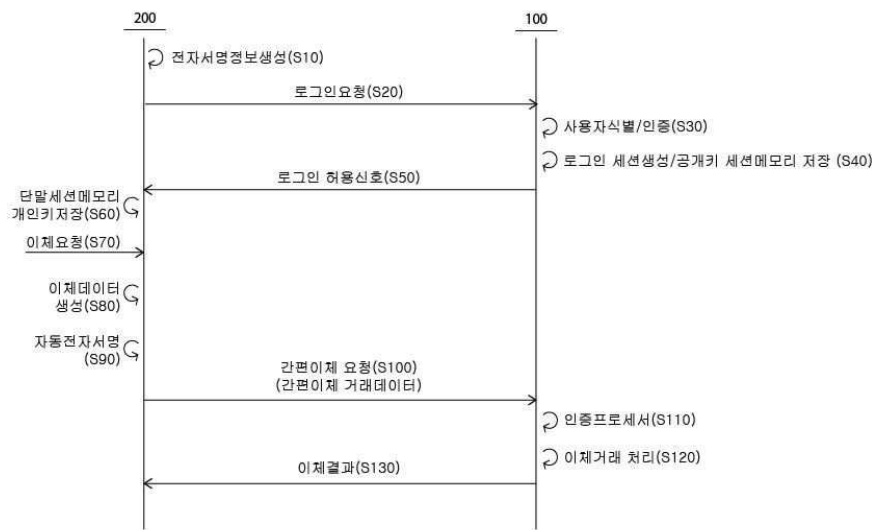 200
100
전자서명정보생성(S10)
로그인요청(S20)
사용자식별/인증(S30)
로그인 세션생성/공개키 세션메모리 저장 (S40)
로그인 허용신호(S50)
단말세션메모리
개인키저장(S60)
이체요청(S70)
이체데이터
생성(S80)
자동전자서명
(S90)
간편이체 요청(S100)
(간편이체 거래데이터)
인증프로세서(S110)
이체거래 처리(S120)
이체결과(S130)